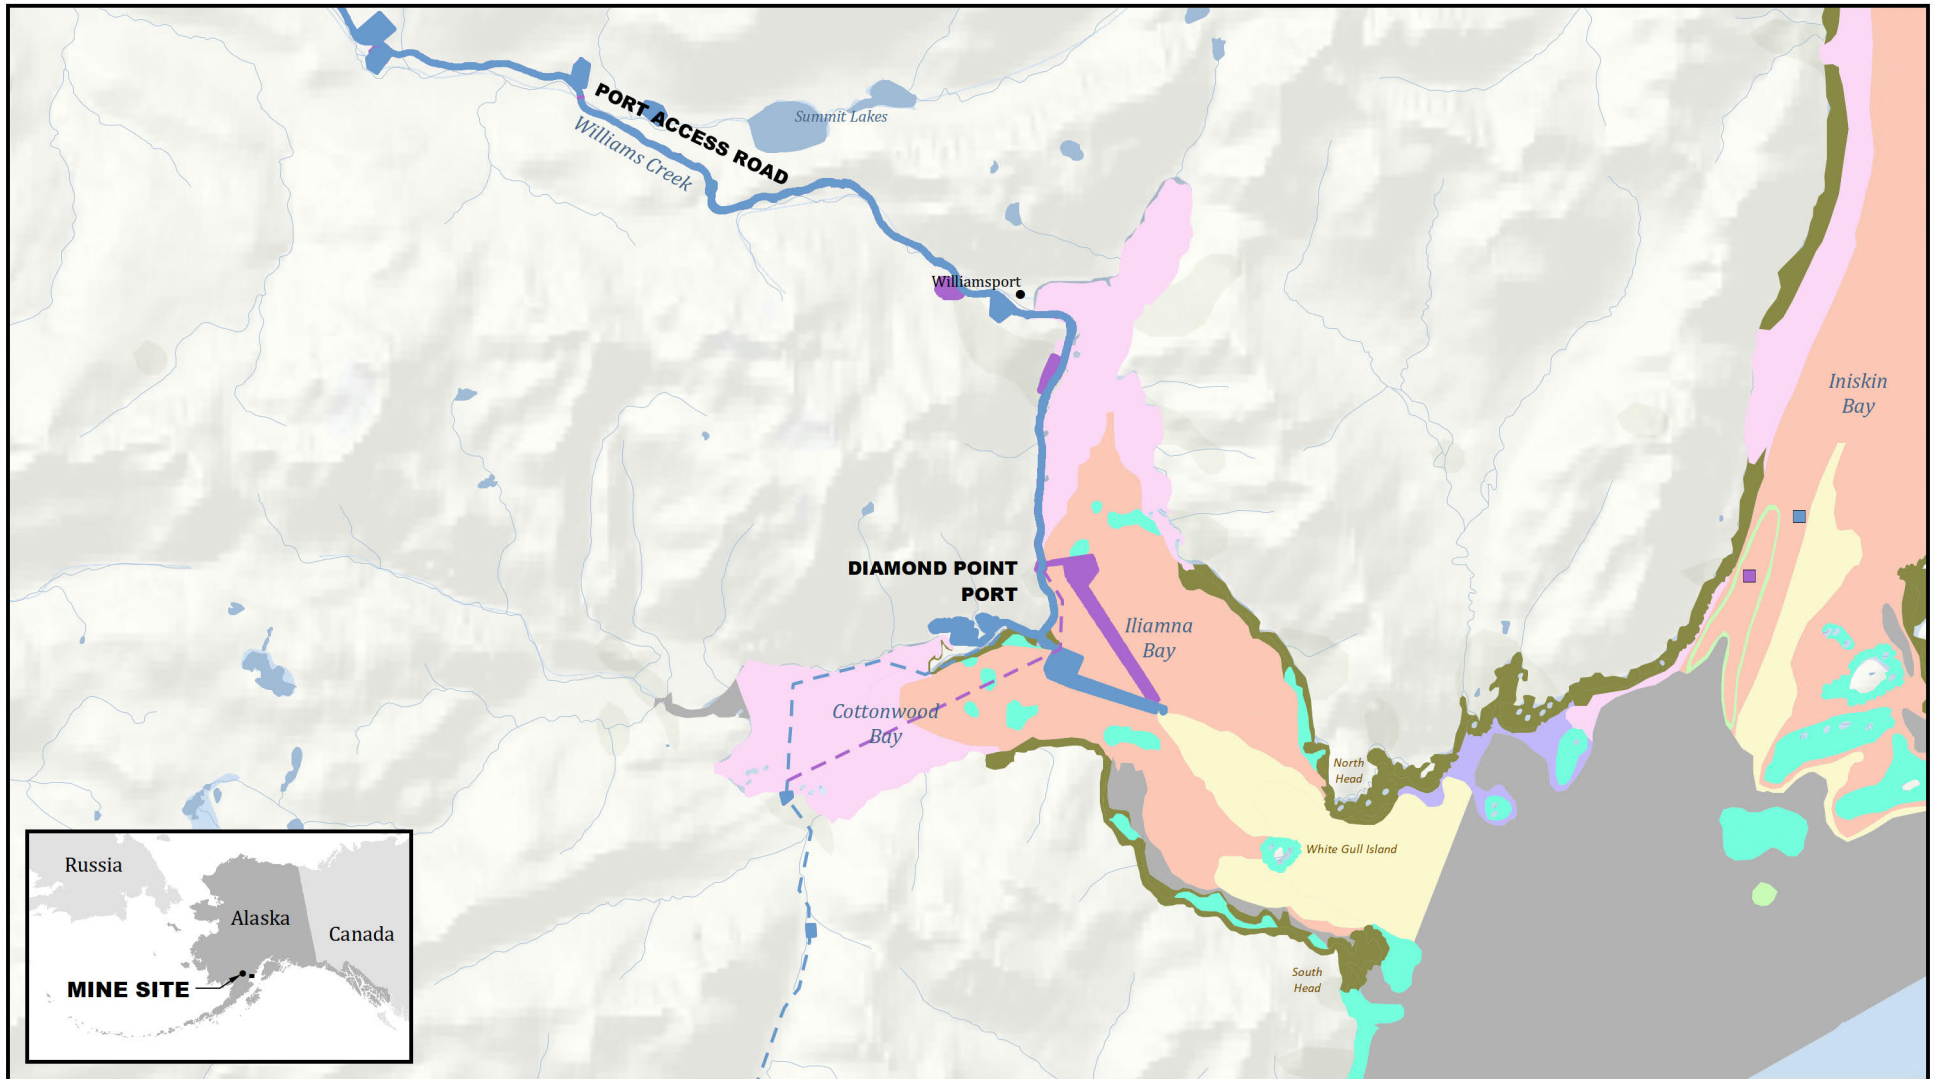 PORT ACCESS ROAD
Williams Creek
Summit Lakes
Williamsport
Iniskin
Bay
DIAMOND POINT
PORT
Iliamna
Bay
Cottonwood
Bay
North
Head
White Gull Island
South
Head
Russia
Alaska
Canada
MINE SITE